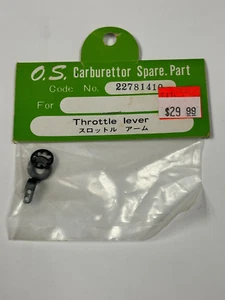 O.S. Carburettor Spare.Part
Code No. 22781410
For
$29.99
Throttle lever
スロットル アーム